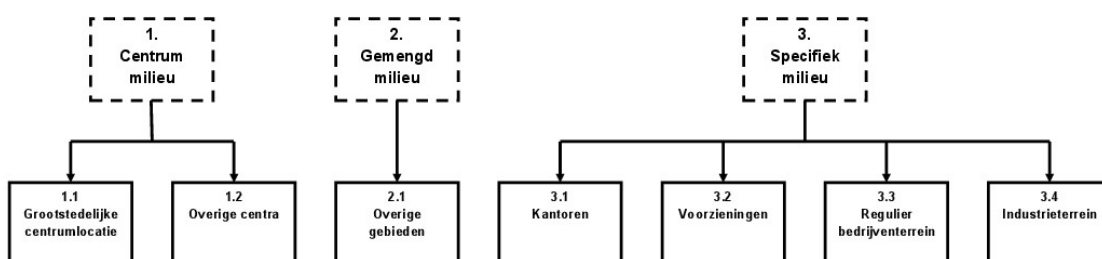 1.
Centrum
milieu
2.
Gemengd
milieu
3.
Specifiek
milieu
1.1
Grootstedelijke
centrumlocatie
1.2
Overige centra
2.1
Overige
gebieden
3.1
Kantoren
3.2
Voorzieningen
3.3
Regulier
bedrijventerrein
3.4
Industrieterrein